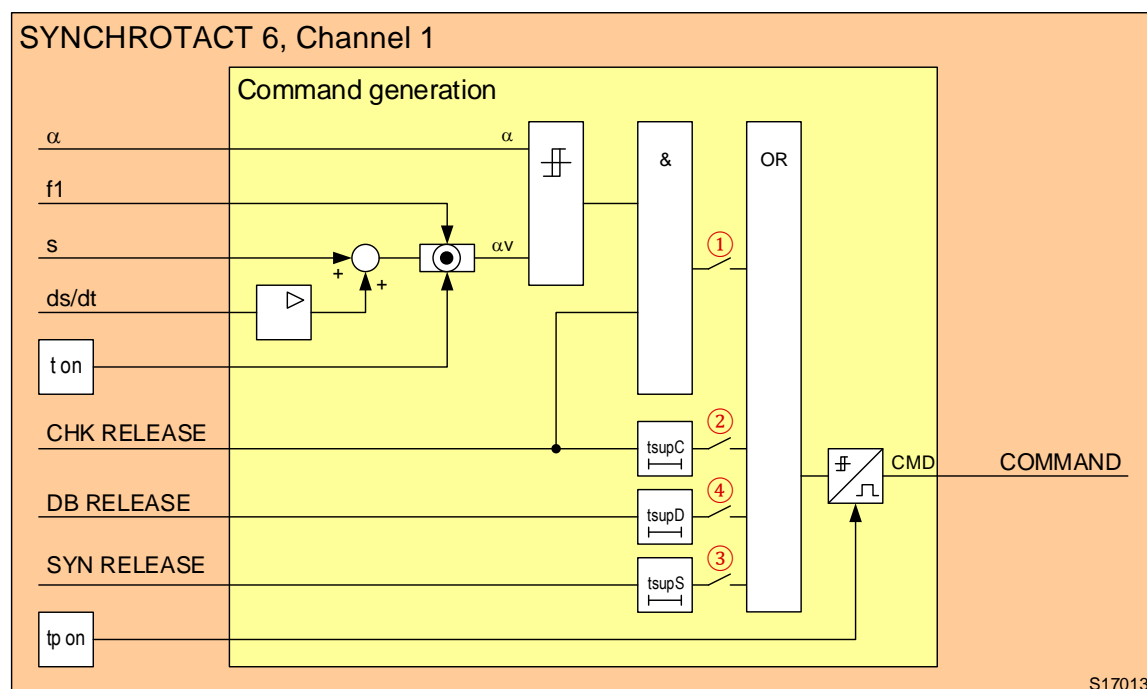 SYNCHROTACT 6, Channel 1
Command generation
α
α
f1
s
αv
+
+
ds/dt
t on
&
OR
①
CHK RELEASE
tsupC
②
DB RELEASE
tsupD
④
SYN RELEASE
tsupS
③
tp on
CMD
COMMAND
S17013